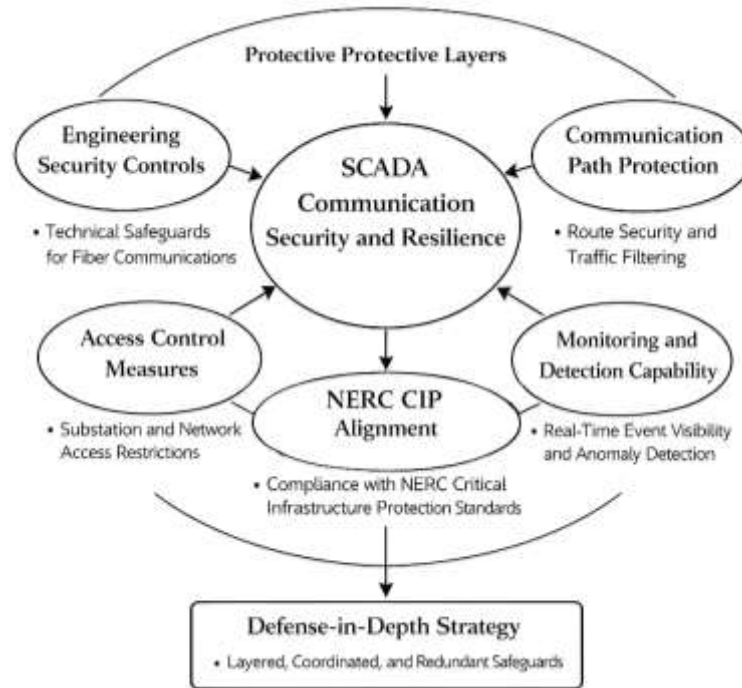 Protective Protective Layers
Engineering
Security Controls
• Technical Safeguards
for Fiber Communications
SCADA
Communication
Security and Resilience
Communication
Path Protection
• Route Security and
Traffic Filtering
Access Control
Measures
• Substation and Network
Access Restrictions
NERC CIP
Alignment
• Compliance with NERC Critical
Infrastructure Protection Standards
Monitoring and
Detection Capability
• Real-Time Event Visibility
and Anomaly Detection
Defense-in-Depth Strategy
• Layered, Coordinated, and Redundant Safeguards